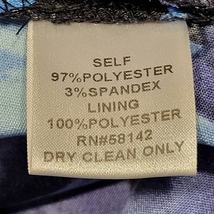 SELF
97%POLYESTER
3%SPANDEX
LINING
100%POLYESTER
RN#58142
DRY CLEAN ONLY